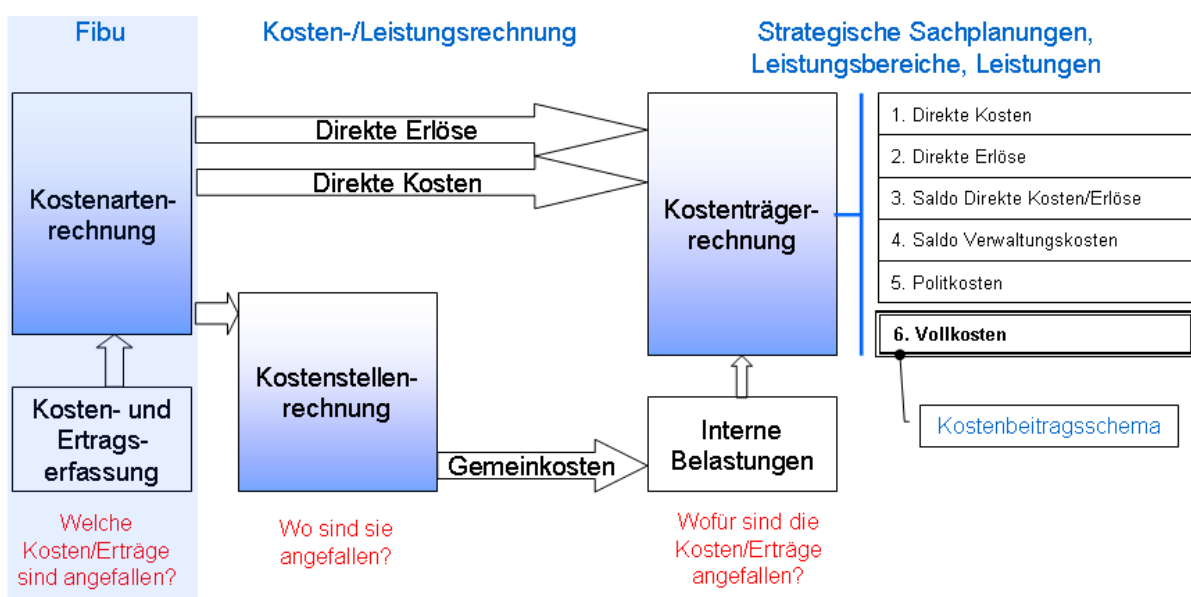 Fibu
Kosten-/Leistungsrechnung
Strategische Sachplanungen,
Leistungsbereiche, Leistungen
Kostenarten-
rechnung
Direkte Erlöse
Direkte Kosten
Kostenträger-
rechnung
1. Direkte Kosten
2. Direkte Erlöse
3. Saldo Direkte Kosten/Erlöse
4. Saldo Verwaltungskosten
5. Politkosten
6. Vollkosten
Kostenbeitragsschema
Kosten- und
Ertrags-
erfassung
Kostenstellen-
rechnung
Gemeinkosten
Interne
Belastungen
Welche
Kosten/Erträge
sind angefallen?
Wo sind sie
angefallen?
Wofür sind die
Kosten/Erträge
angefallen?